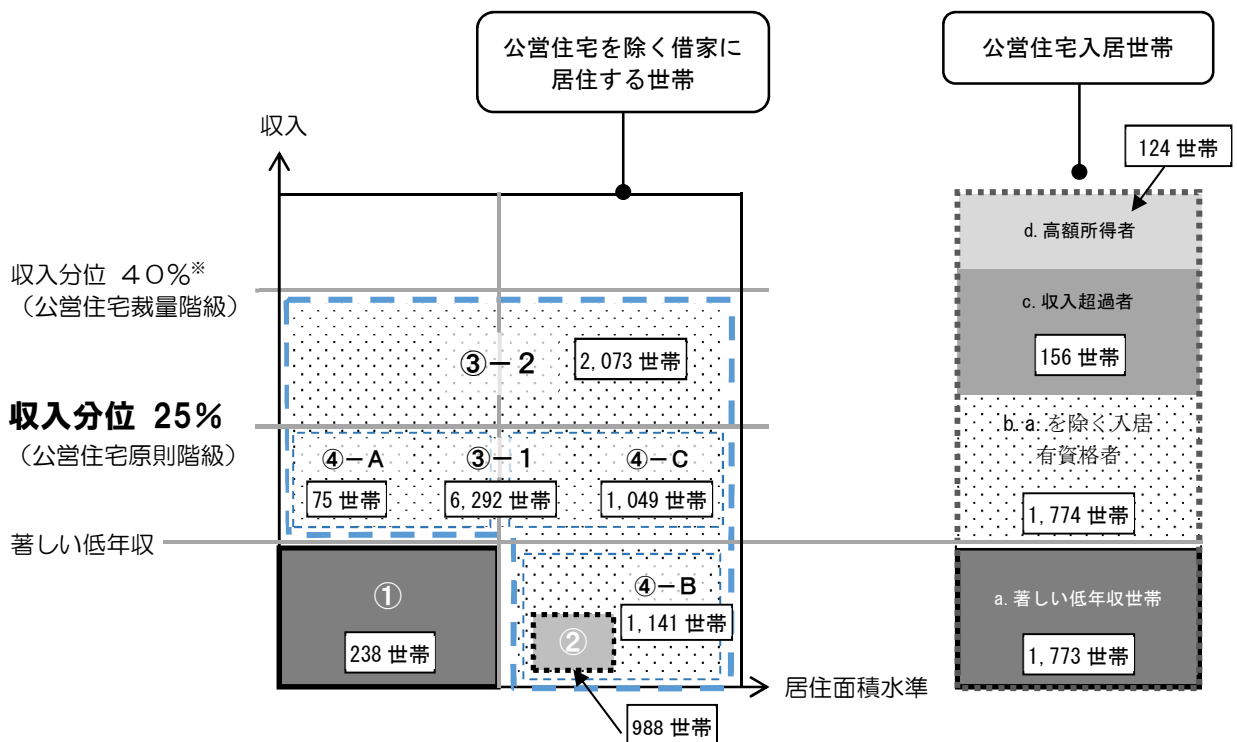 公営住宅を除く借家に
居住する世帯
公営住宅入居世帯
収入
124 世帯
d. 高額所得者
収入分位 40%※
（公営住宅裁量階級）
c. 収入超過者
③－2
2,073 世帯
156 世帯
収入分位 25%
（公営住宅原則階級）
b. a. を除く入居
有資格者
④－A
③－1
④－C
75 世帯
6,292 世帯
1,049 世帯
1,774 世帯
著しい低年収
①
④－B
a. 著しい低年収世帯
1,141 世帯
②
238 世帯
1,773 世帯
居住面積水準
988 世帯